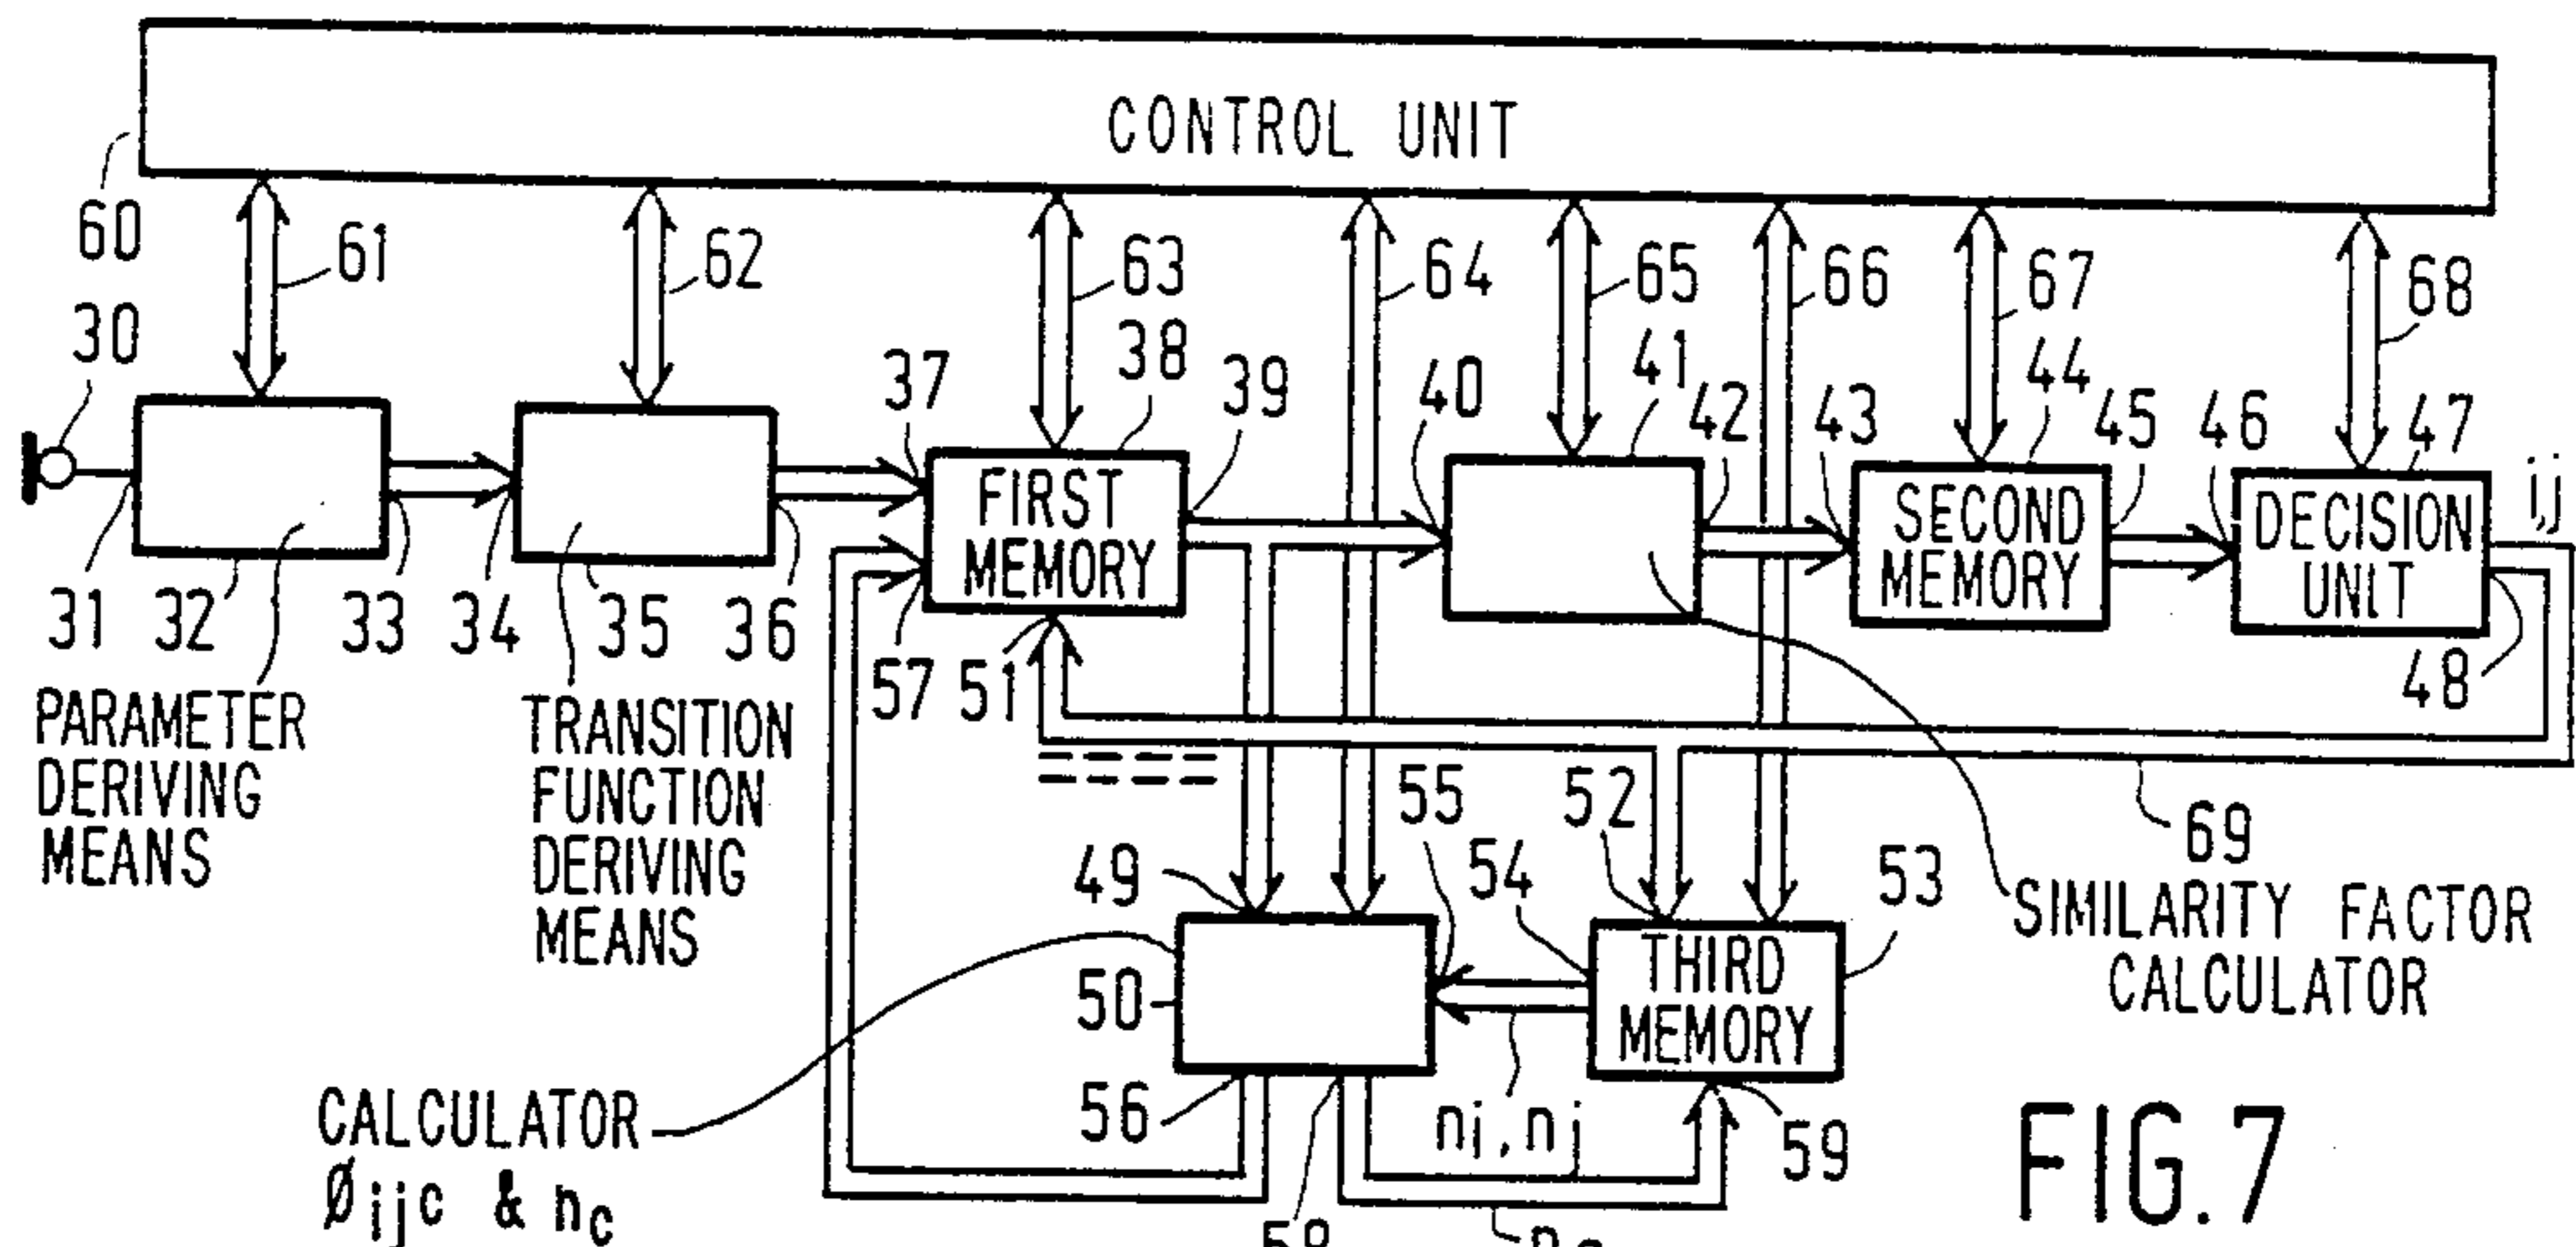 CONTROL UNIT
60
61
62
63
64
65
66
67
68
30
37
38
39
40
41
42
43
44
45
46
47
ij
FIRST
MEMORY
SECOND
MEMORY
DECISION
UNIT
31
32
33
34
35
36
57
51
48
PARAMETER
DERIVING
MEANS
TRANSITION
FUNCTION
DERIVING
MEANS
49
55
54
52
53
69
SIMILARITY FACTOR
CALCULATOR
50
THIRD
MEMORY
CALCULATOR
Øijc & nc
56
58
ni, nj
59
FIG.7